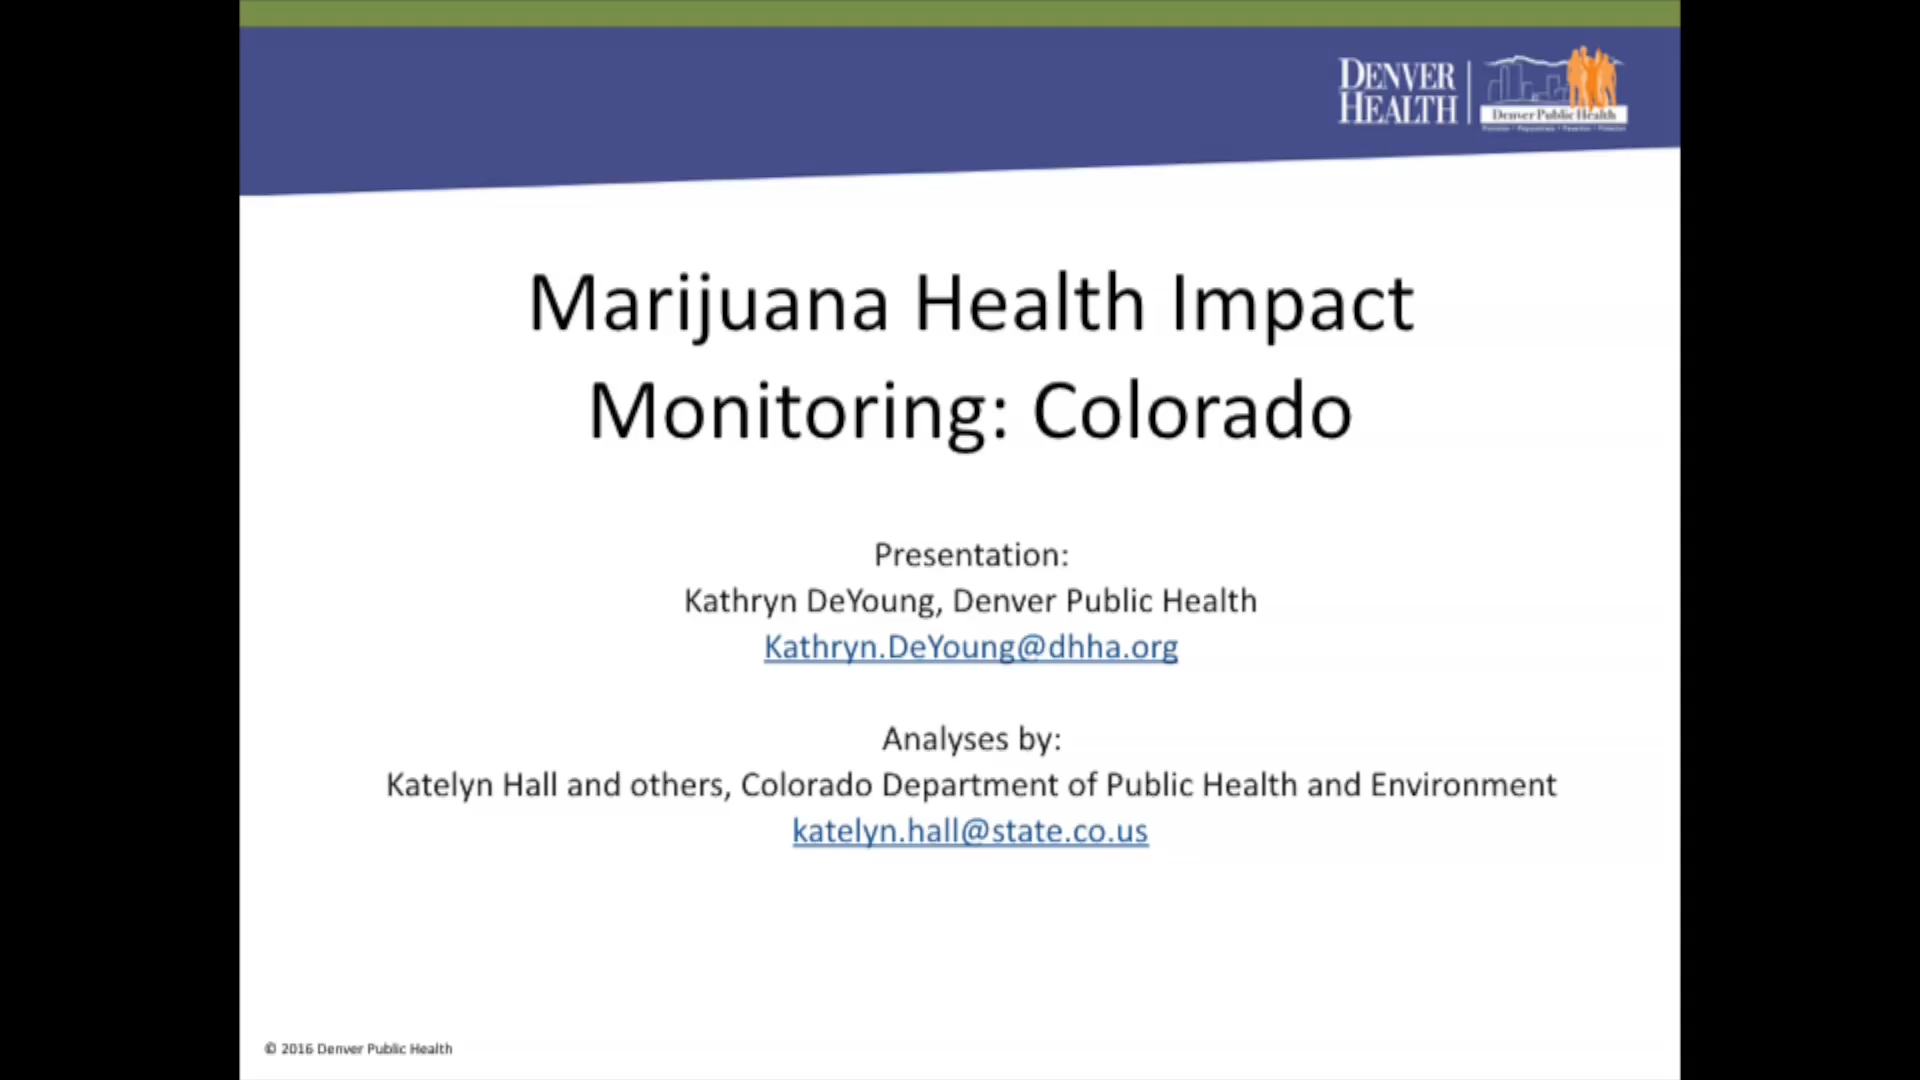 DENVER
HEALTH
Denver Public Health
Marijuana Health Impact
Monitoring: Colorado
Presentation:
Kathryn DeYoung, Denver Public Health
Kathryn.DeYoung@dhha.org
Analyses by:
Katelyn Hall and others, Colorado Department of Public Health and Environment
katelyn.hall@state.co.us
© 2016 Denver Public Health